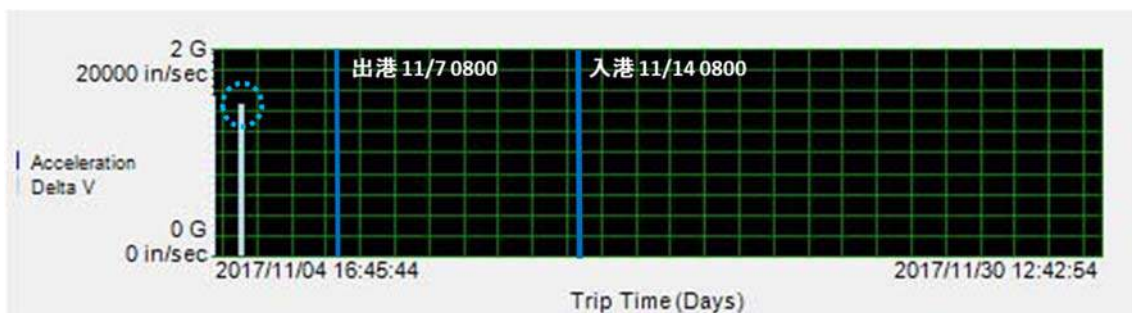 2 G
20000 in/sec
出港 11/7 0800
入港 11/14 0800
Acceleration
Delta V
0 G
0 in/sec
2017/11/04 16:45:44
2017/11/30 12:42:54
Trip Time (Days)